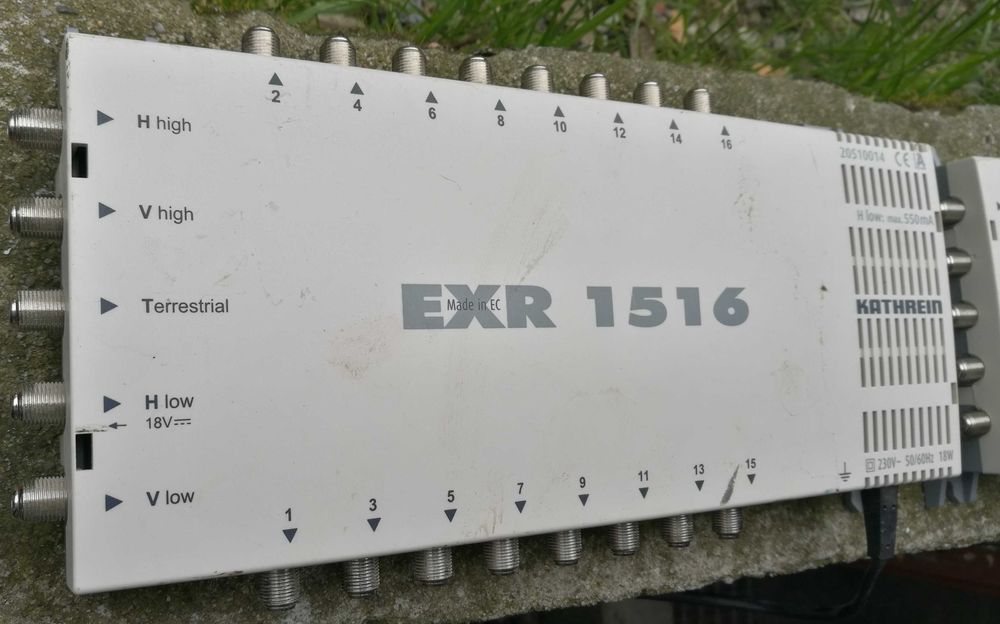 2
4
6
8
10
12
14
16
H high
V high
Terrestrial
H low
18V
V low
EXR 1516
Made in EC
20510014 CE
H low: max. 550mA
KATHREIN
230V~ 50/60Hz 18W
1
3
5
7
9
11
13
15